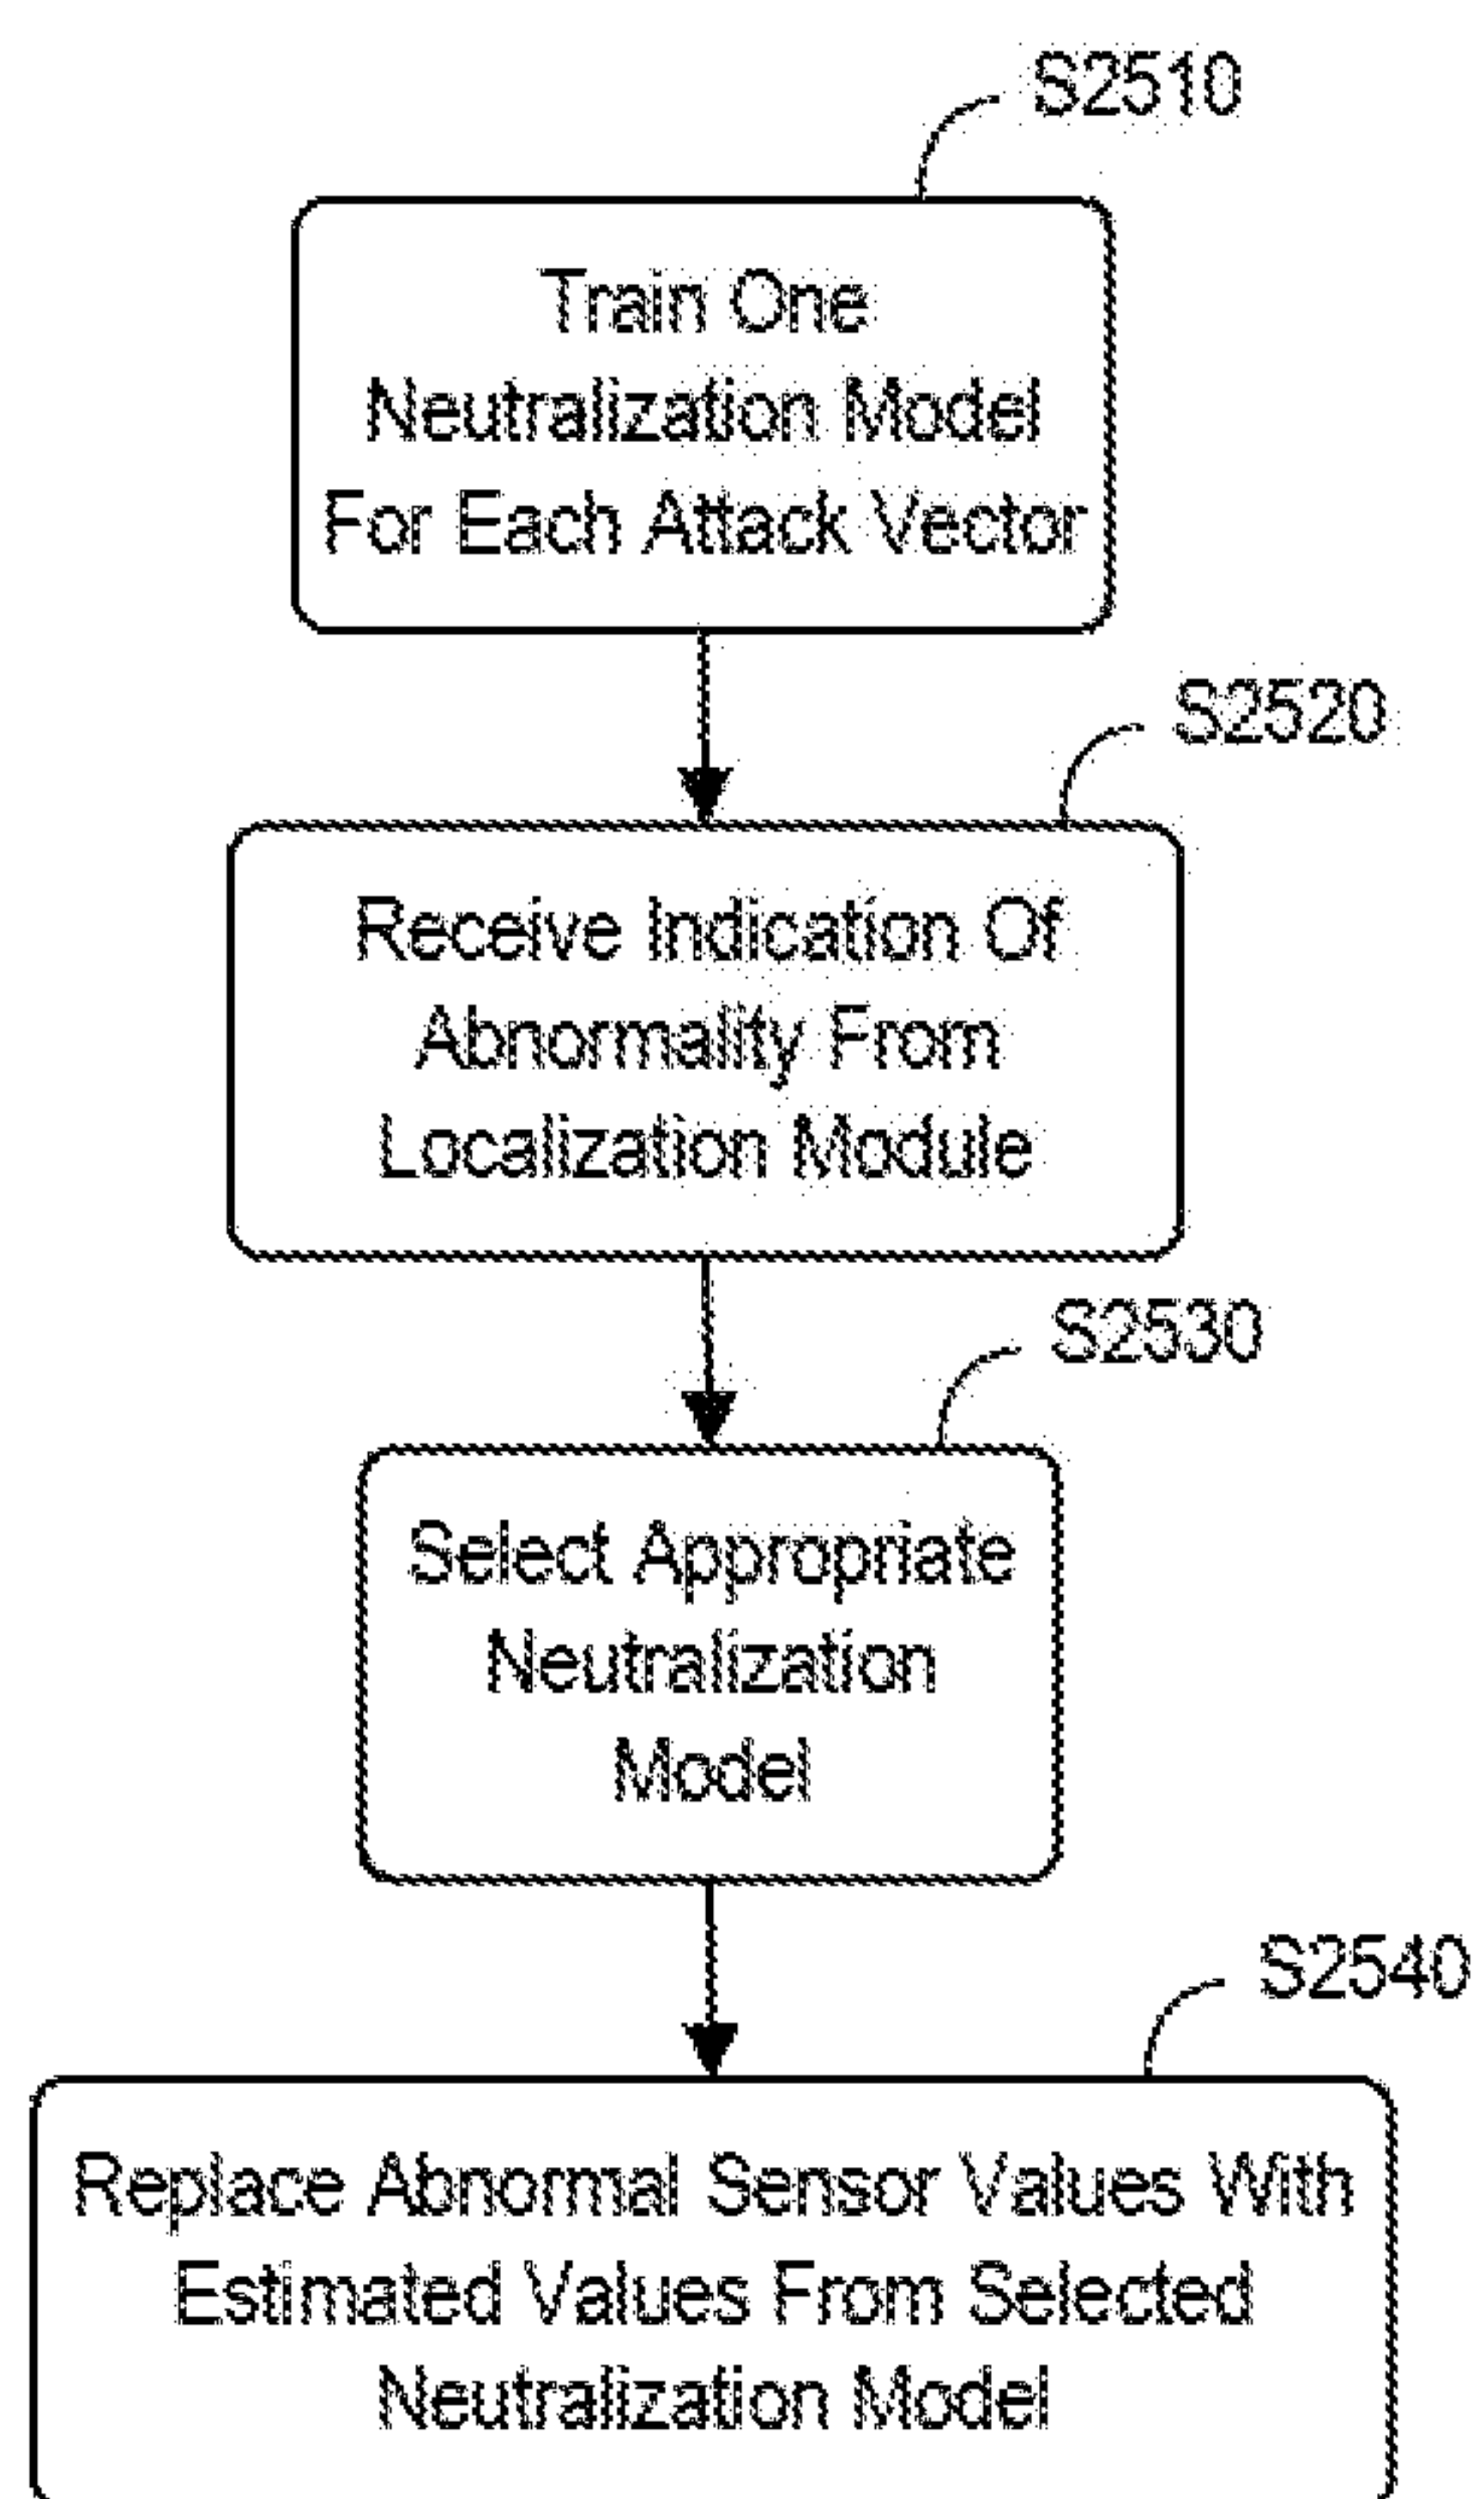 S2510
Train One
Neutralization Model
For Each Attack Vector
S2520
Receive Indication Of
Abnormality From
Localization Module
S2530
Select Appropriate
Neutralization
Model
S2540
Replace Abnormal Sensor Values With
Estimated Values From Selected
Neutralization Model